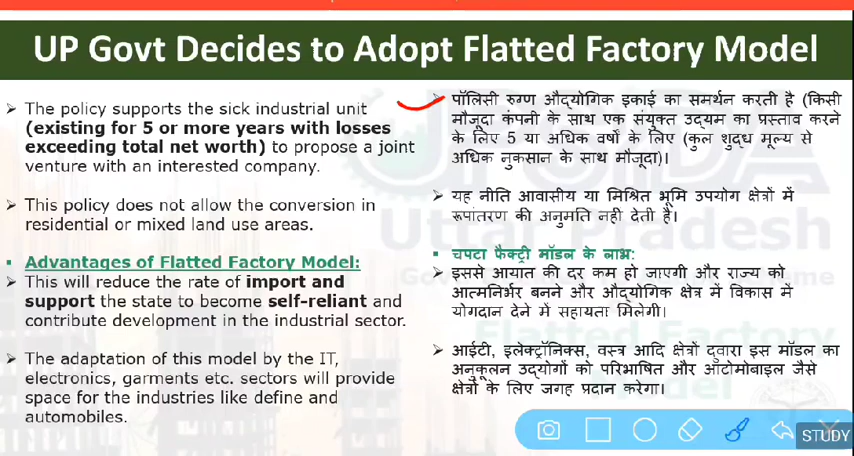 UP Govt Decides to Adopt Flatted Factory Model
➢ The policy supports the sick industrial unit
(existing for 5 or more years with losses
exceeding total net worth) to propose a joint
venture with an interested company.
➢ This policy does not allow the conversion in
residential or mixed land use areas.
▪ Advantages of Flatted Factory Model:
➢ This will reduce the rate of import and
support the state to become self-reliant and
contribute development in the industrial sector.
➢ The adaptation of this model by the IT,
electronics, garments etc. sectors will provide
space for the industries like define and
automobiles.
➢ पॉलिसी रुग्ण औद्योगिक इकाई का समर्थन करती है (किसी
मौजूदा कंपनी के साथ एक संयुक्त उद्यम का प्रस्ताव करने
के लिए 5 या अधिक वर्षों के लिए (कुल शुद्ध मूल्य से
अधिक नुकसान के साथ मौजूदा)।
➢ यह नीति आवासीय या मिश्रित भूमि उपयोग क्षेत्रों में
रूपांतरण की अनुमति नही देती है।
▪ चपटा फैक्ट्री मॉडल के लाभ:
➢ इससे आयात की दर कम हो जाएगी और राज्य को
आत्मनिर्भर बनने और औद्योगिक क्षेत्र में विकास में
योगदान देने में सहायता मिलेगी।
➢ आईटी, इलेक्ट्रॉनिक्स, वस्त्र आदि क्षेत्रों द्वारा इस मॉडल का
अनुकूलन उद्योगों को परिभाषित और ऑटोमोबाइल जैसे
क्षेत्रों के लिए जगह प्रदान करेगा।
UPSIDA
Uttar Pradesh
Flatted Factory
Model
STUDY